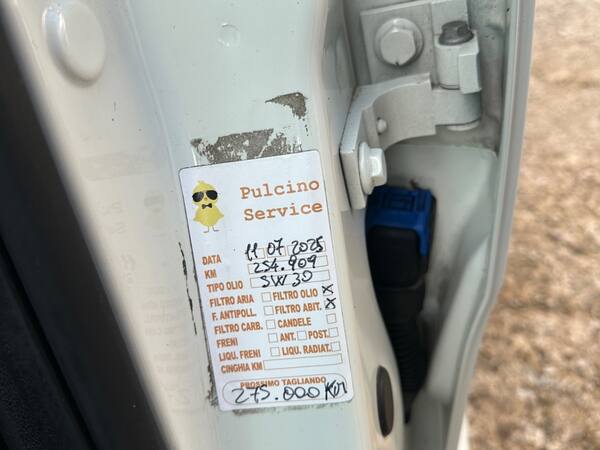 Pulcino
Service
DATA 11 07 2025
KM 254.909
TIPO OLIO 5W30
FILTRO ARIA FILTRO OLIO X
F. ANTIPOLL. FILTRO ABIT. X
FILTRO CARB. CANDELE
FRENI ANT. POST.
LIQU. FRENI LIQU. RADIAT.
CINGHIA KM
PROSSIMO TAGLIANDO
275.000 Km